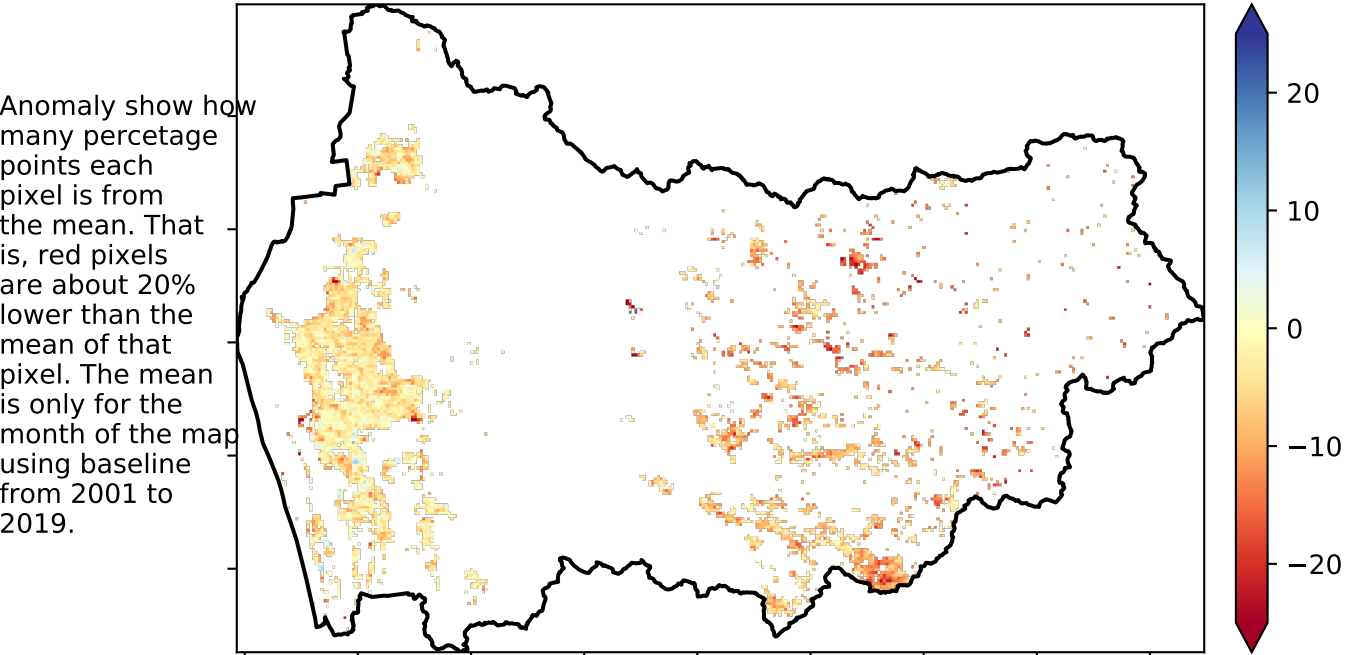 Anomaly show how
many percetage
points each
pixel is from
the mean. That
is, red pixels
are about 20%
lower than the
mean of that
pixel. The mean
is only for the
month of the map
using baseline
from 2001 to
2019.
20
10
0
−10
−20